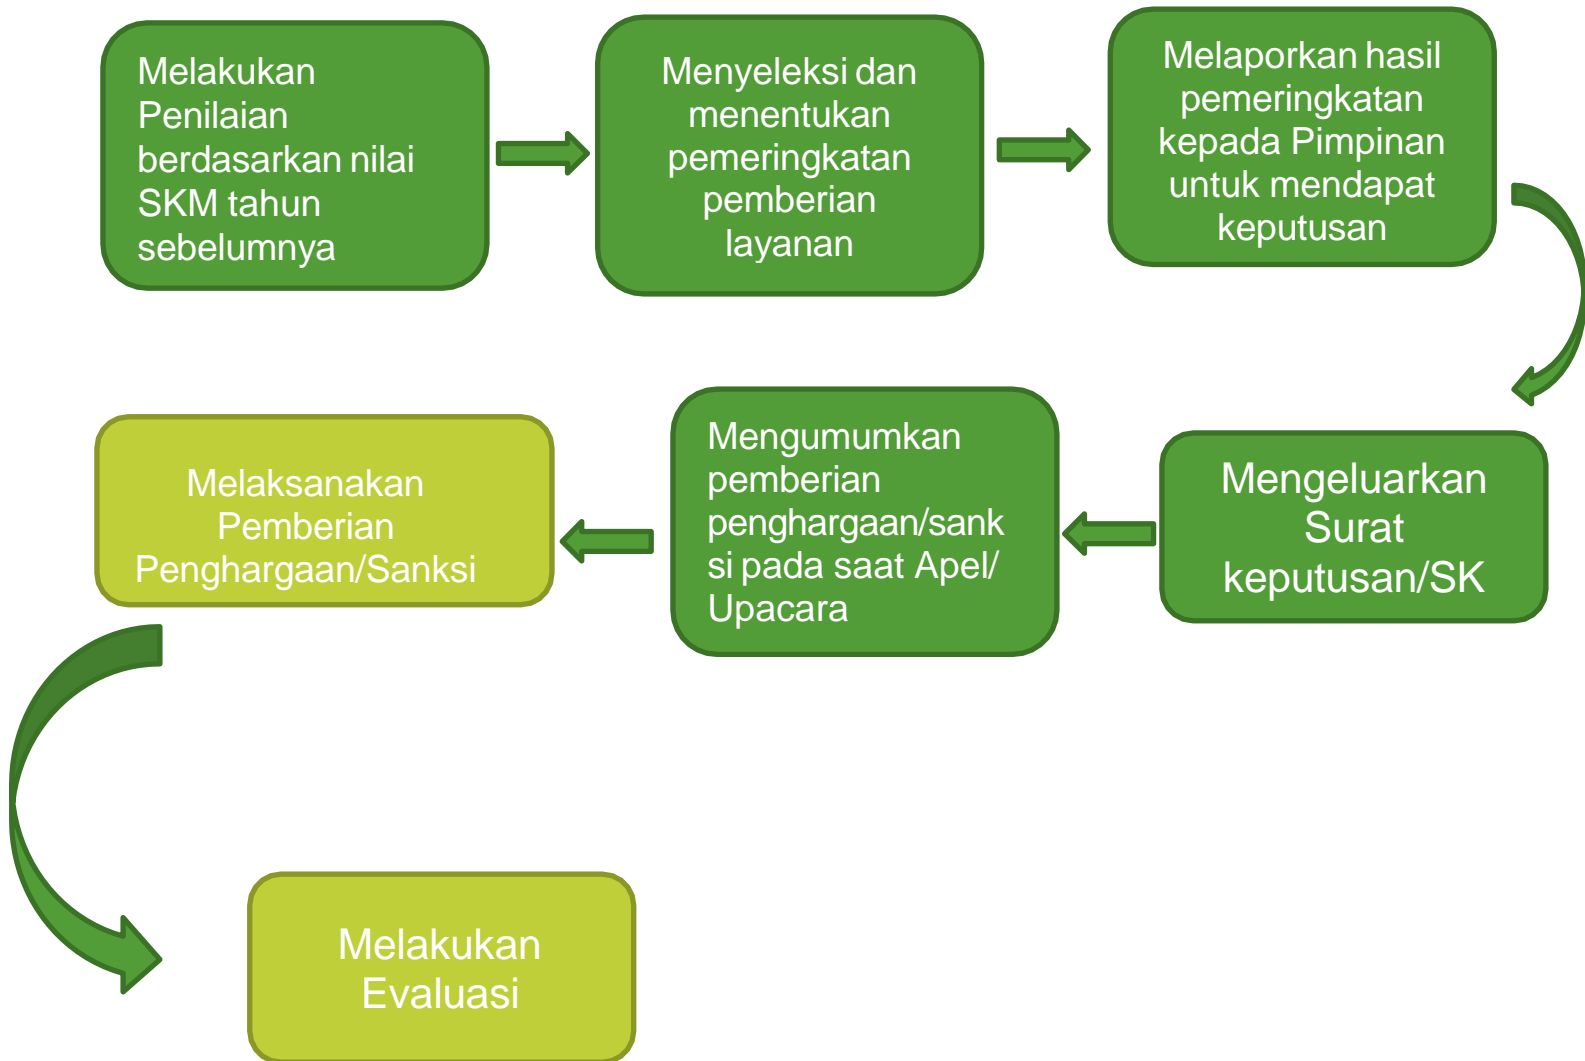 Melakukan
Penilaian
berdasarkan nilai
SKM tahun
sebelumnya
Menyeleksi dan
menentukan
pemeringkatan
pemberian
layanan
Melaporkan hasil
pemeringkatan
kepada Pimpinan
untuk mendapat
keputusan
Mengeluarkan
Surat
keputusan/SK
Mengumumkan
pemberian
penghargaan/sank
si pada saat Apel/
Upacara
Melaksanakan
Pemberian
Penghargaan/Sanksi
Melakukan
Evaluasi